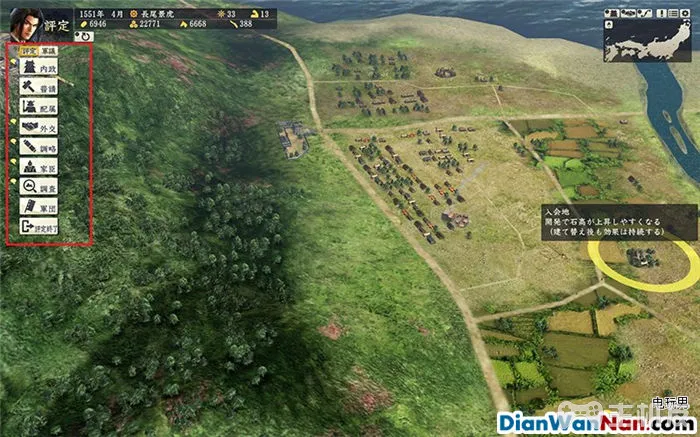 評定
1551年 4月 長尾景虎 33 13
6946 22771 6668 388
評定 軍議
内政
普請
配属
外交
調略
家臣
調査
軍団
評定終了
入会地
開発で石高が上昇しやすくなる
(建て替え後も効果は持続する)
电玩男
DianWanNan.com